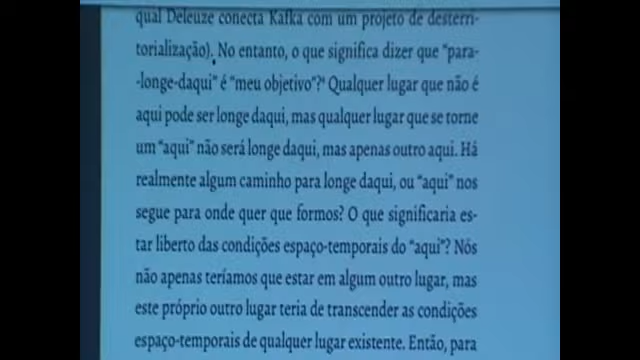 qual Deleuze conecta Kafka com um projeto de desterri-
torialização). No entanto, o que significa dizer que “para-
-longe-daqui” é “meu objetivo”?⁴ Qualquer lugar que não é
aqui pode ser longe daqui, mas qualquer lugar que se torne
um “aqui” não será longe daqui, mas apenas outro aqui. Há
realmente algum caminho para longe daqui, ou “aqui” nos
segue para onde quer que formos? O que significaria es-
tar liberto das condições espaço-temporais do “aqui”? Nós
não apenas teríamos que estar em algum outro lugar, mas
este próprio outro lugar teria de transcender as condições
espaço-temporais de qualquer lugar existente. Então, para